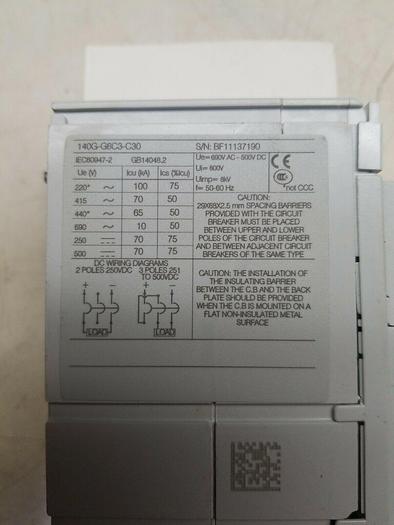 140G-G6C3-C30 S/N: BF11137190
IEC60947-2 GB14048.2
Ue (V) Icu (kA) Ics (%Icu)
220* ~ 100 75
415 ~ 70 50
440* ~ 65 50
690 ~ 10 50
250 70 75
500 70 75
Ue=690V AC - 500V DC
Ui= 800V
Uimp= 8kV
f= 50-60 Hz
CCC
*not CCC
CAUTION:
29X68X2.5 mm SPACING BARRIERS
PROVIDED WITH THE CIRCUIT
BREAKER MUST BE PLACED
BETWEEN UPPER AND LOWER
POLES OF THE CIRCUIT BREAKER
AND BETWEEN ADJACENT CIRCUIT
BREAKERS OF THE SAME TYPE
DC WIRING DIAGRAMS
2 POLES 250VDC 3 POLES 251
TO 500VDC
+ - + -
LOAD LOAD
CAUTION: THE INSTALLATION OF
THE INSULATING BARRIER
BETWEEN THE C.B AND THE BACK
PLATE SHOULD BE PROVIDED
WHEN THE C.B IS MOUNTED ON A
FLAT NON-INSULATED METAL
SURFACE